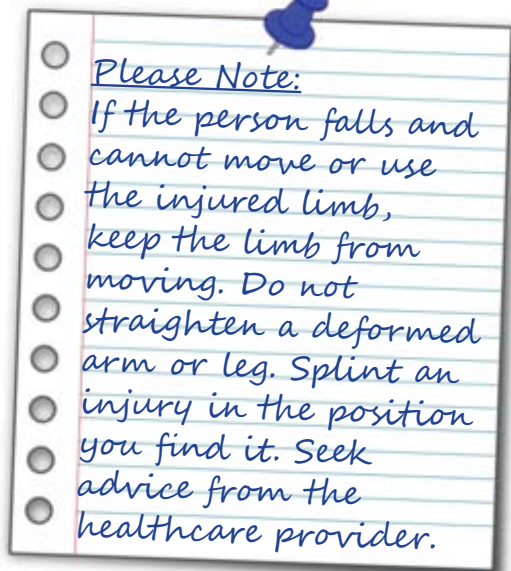 Please Note:
If the person falls and
cannot move or use
the injured limb,
keep the limb from
moving. Do not
straighten a deformed
arm or leg. Splint an
injury in the position
you find it. Seek
advice from the
healthcare provider.